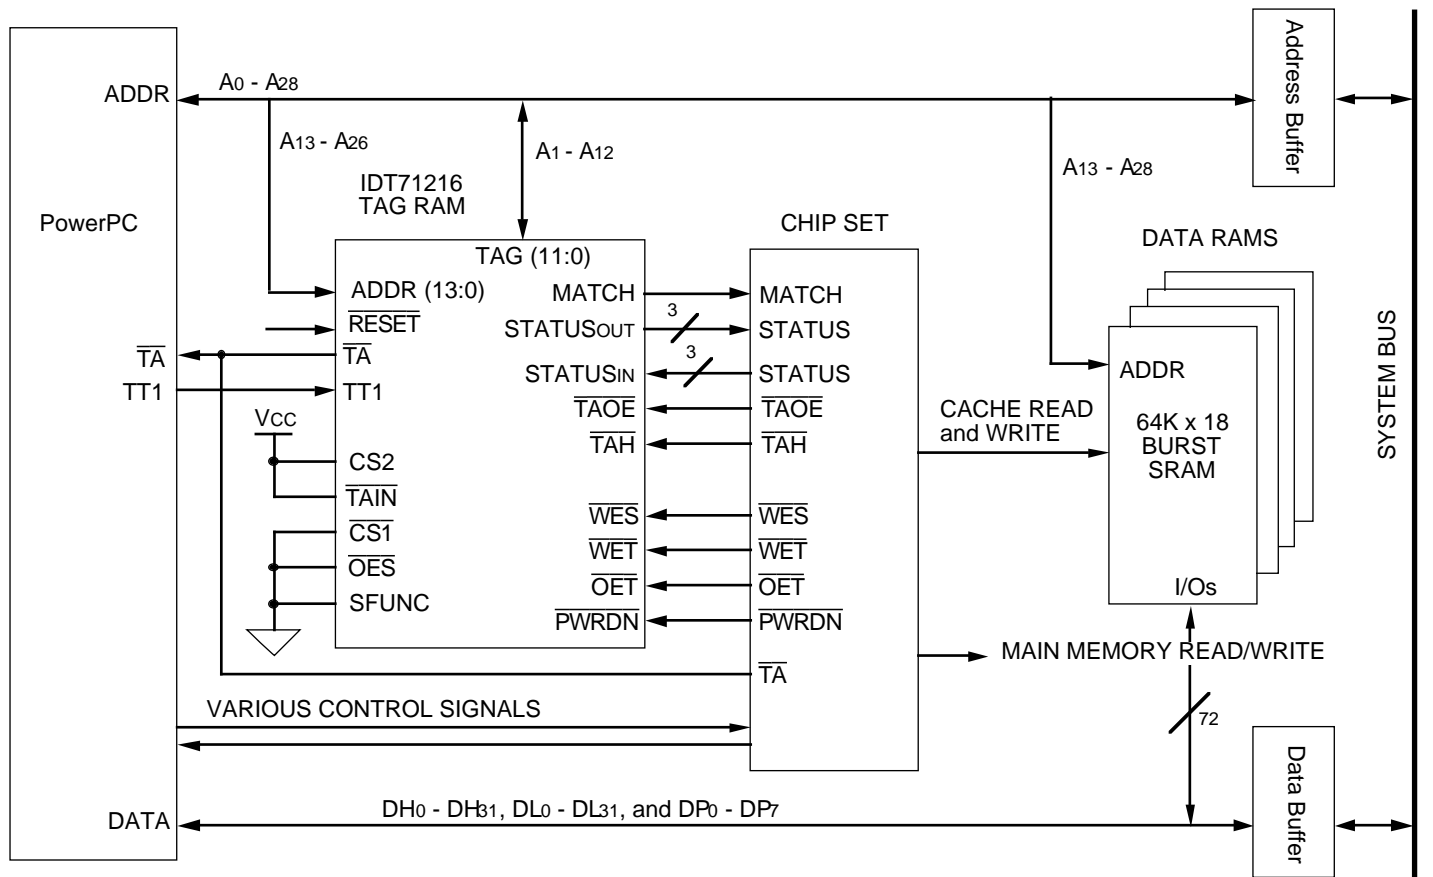 PowerPC
ADDR
A0 - A28
A13 - A26
A1 - A12
A13 - A28
Address Buffer
SYSTEM BUS
IDT71216
TAG RAM
TAG (11:0)
ADDR (13:0)
RESET
TA
TT1
TA
TT1
VCC
CS2
TAIN
CS1
OES
SFUNC
MATCH
STATUSOUT
STATUSIN
TAOE
TAH
WES
WET
OET
PWRDN
3
3
CHIP SET
MATCH
STATUS
STATUS
TAOE
TAH
WES
WET
OET
PWRDN
TA
CACHE READ
and WRITE
DATA RAMS
ADDR
64K x 18
BURST
SRAM
I/Os
MAIN MEMORY READ/WRITE
72
VARIOUS CONTROL SIGNALS
DATA
DH0 - DH31, DL0 - DL31, and DP0 - DP7
Data Buffer